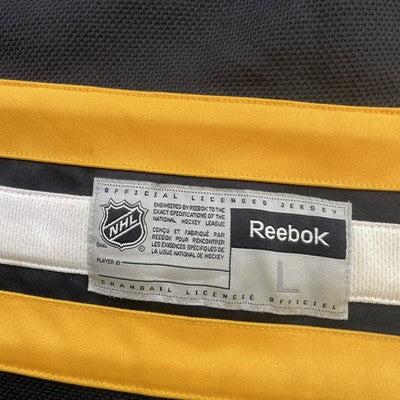 OFFICIAL LICENSED JERSEY
NHL
ENGINEERED BY REEBOK TO THE
EXACT SPECIFICATIONS OF THE
NATIONAL HOCKEY LEAGUE
CONÇU ET FABRIQUÉ PAR
REEBOK POUR RENCONTRER
LES EXIGENCES SPÉCIFIQUES DE
LA LIGUE NATIONALE DE HOCKEY
PLAYER ID
Reebok
L
CHANDAIL LICENCIÉ OFFICIEL